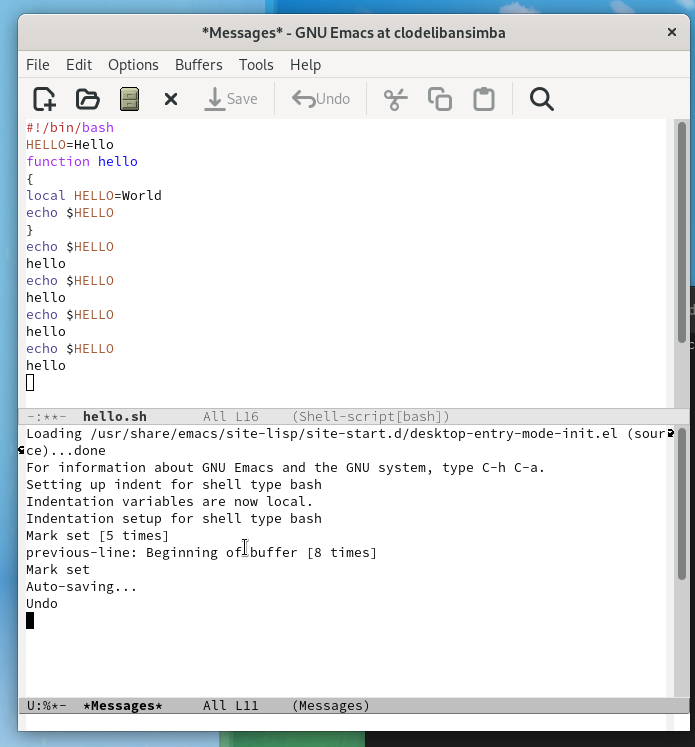 *Messages* - GNU Emacs at clodelibansimba
File Edit Options Buffers Tools Help
Save Undo
#!/bin/bash
HELLO=Hello
function hello
{
local HELLO=World
echo $HELLO
}
echo $HELLO
hello
echo $HELLO
hello
echo $HELLO
hello
echo $HELLO
hello
-:**-  hello.sh       All L16    (Shell-script[bash])
Loading /usr/share/emacs/site-lisp/site-start.d/desktop-entry-mode-init.el (sour
ce)...done
For information about GNU Emacs and the GNU system, type C-h C-a.
Setting up indent for shell type bash
Indentation variables are now local.
Indentation setup for shell type bash
Mark set [5 times]
previous-line: Beginning of buffer [8 times]
Mark set
Auto-saving...
Undo
U:%*-  *Messages*     All L11    (Messages)